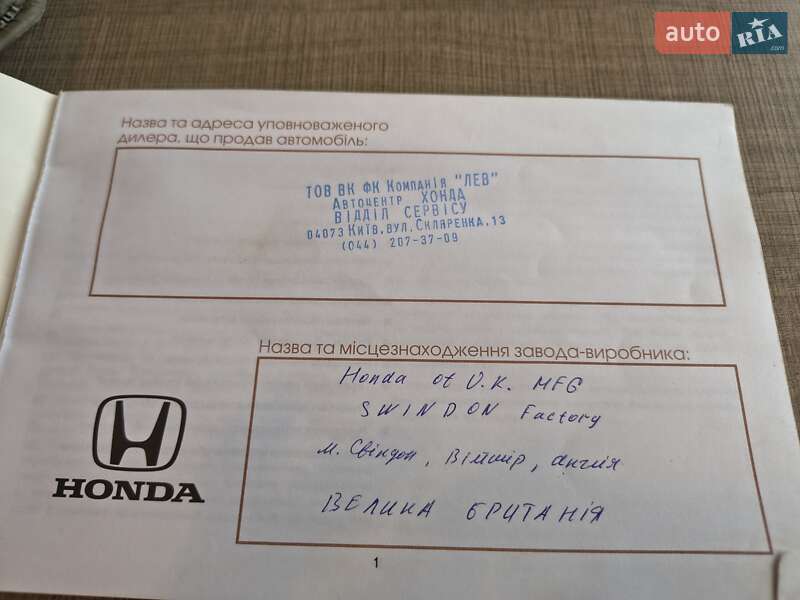 auto RIA
.com
Назва та адреса уповноваженого
дилера, що продав автомобіль:
ТОВ ВК ФК Компанія "ЛЕВ"
Автоцентр ХОНДА
ВІДДІЛ СЕРВІСУ
04073 Київ, вул. Скляренка, 13
(044) 207-37-09
Назва та місцезнаходження завода-виробника:
Honda of U.K. MFG
SWINDON Factory
м. Свіндон, Вілтшір, Англія
ВЕЛИКА БРИТАНІЯ
HONDA
1